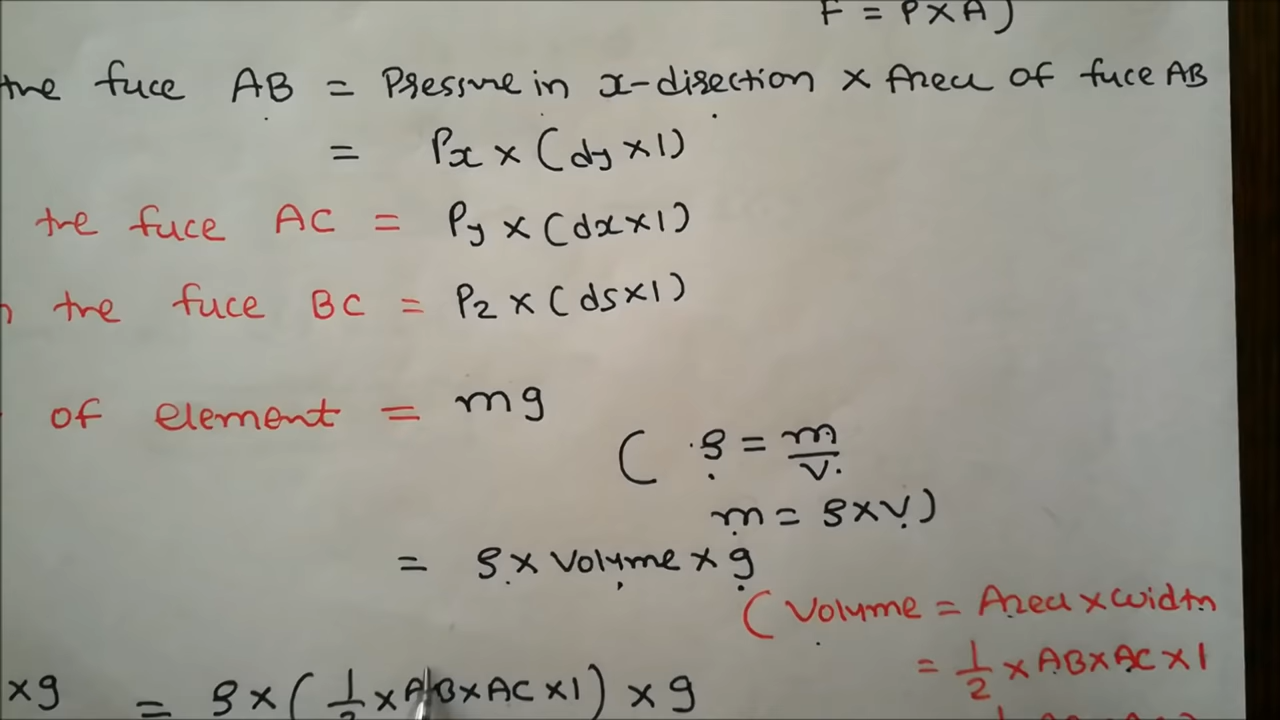 F = P×A)
the fuce AB = Pressure in x-direction × Area of fuce AB
= Px × (dy×1)
the fuce AC = Py × (dx×1)
the fuce BC = Pz × (ds×1)
of element = mg
( ρ = m/v
m = ρ×v)
= ρ× Volume × g
( Volume = Area × width
= 1/2 × AB×AC×1
×g = ρ×(1/2 ×AB×AC×1) × g